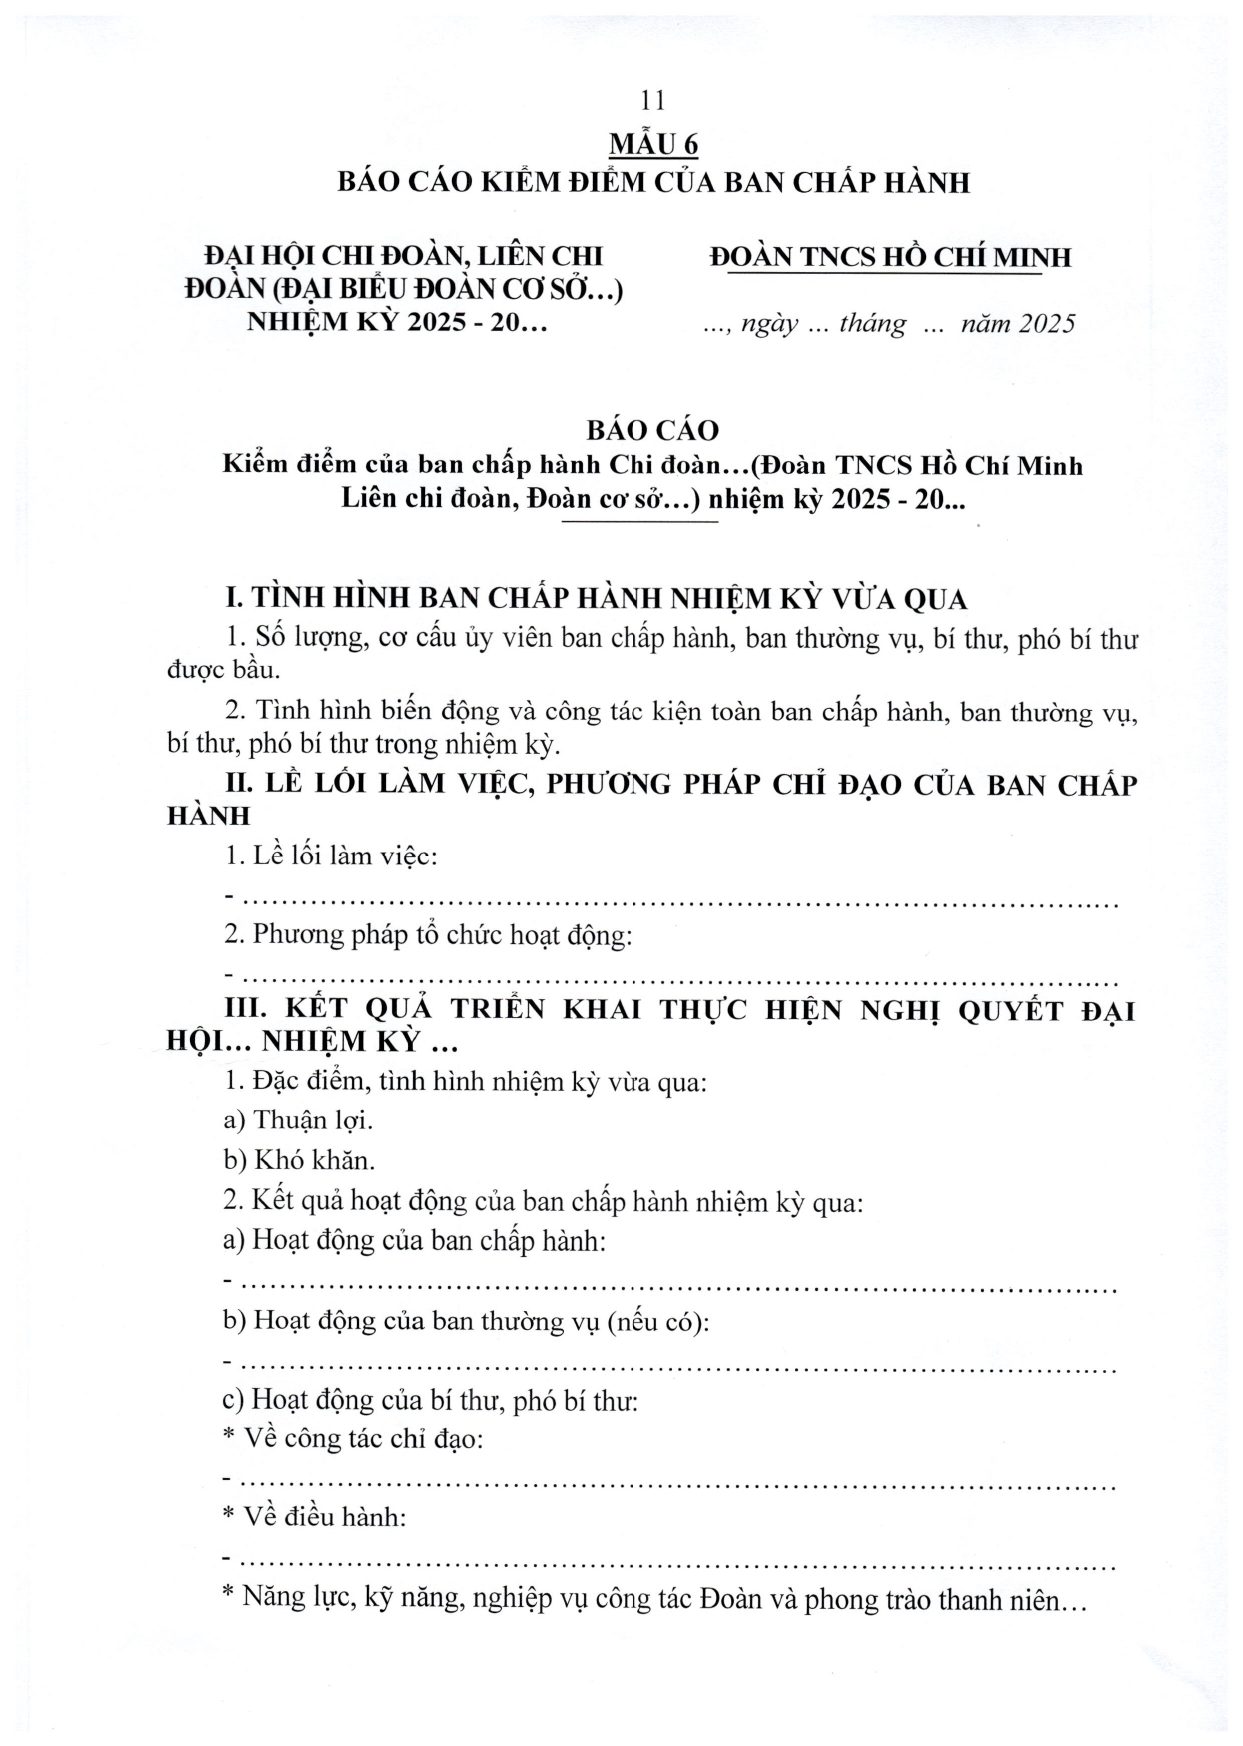 11
MẪU 6
BÁO CÁO KIỂM ĐIỂM CỦA BAN CHẤP HÀNH
ĐẠI HỘI CHI ĐOÀN, LIÊN CHI
ĐOÀN (ĐẠI BIỂU ĐOÀN CƠ SỞ…)
NHIỆM KỲ 2025 - 20…
ĐOÀN TNCS HỒ CHÍ MINH
…, ngày … tháng … năm 2025
BÁO CÁO
Kiểm điểm của ban chấp hành Chi đoàn…(Đoàn TNCS Hồ Chí Minh
Liên chi đoàn, Đoàn cơ sở…) nhiệm kỳ 2025 - 20...
I. TÌNH HÌNH BAN CHẤP HÀNH NHIỆM KỲ VỪA QUA
1. Số lượng, cơ cấu ủy viên ban chấp hành, ban thường vụ, bí thư, phó bí thư
được bầu.
2. Tình hình biến động và công tác kiện toàn ban chấp hành, ban thường vụ,
bí thư, phó bí thư trong nhiệm kỳ.
II. LỀ LỐI LÀM VIỆC, PHƯƠNG PHÁP CHỈ ĐẠO CỦA BAN CHẤP
HÀNH
1. Lề lối làm việc:
- ………………………………………………………………………………
2. Phương pháp tổ chức hoạt động:
- ………………………………………………………………………………
III. KẾT QUẢ TRIỂN KHAI THỰC HIỆN NGHỊ QUYẾT ĐẠI
HỘI… NHIỆM KỲ …
1. Đặc điểm, tình hình nhiệm kỳ vừa qua:
a) Thuận lợi.
b) Khó khăn.
2. Kết quả hoạt động của ban chấp hành nhiệm kỳ qua:
a) Hoạt động của ban chấp hành:
- ………………………………………………………………………………
b) Hoạt động của ban thường vụ (nếu có):
- ………………………………………………………………………………
c) Hoạt động của bí thư, phó bí thư:
* Về công tác chỉ đạo:
- ………………………………………………………………………………
* Về điều hành:
- ………………………………………………………………………………
* Năng lực, kỹ năng, nghiệp vụ công tác Đoàn và phong trào thanh niên…